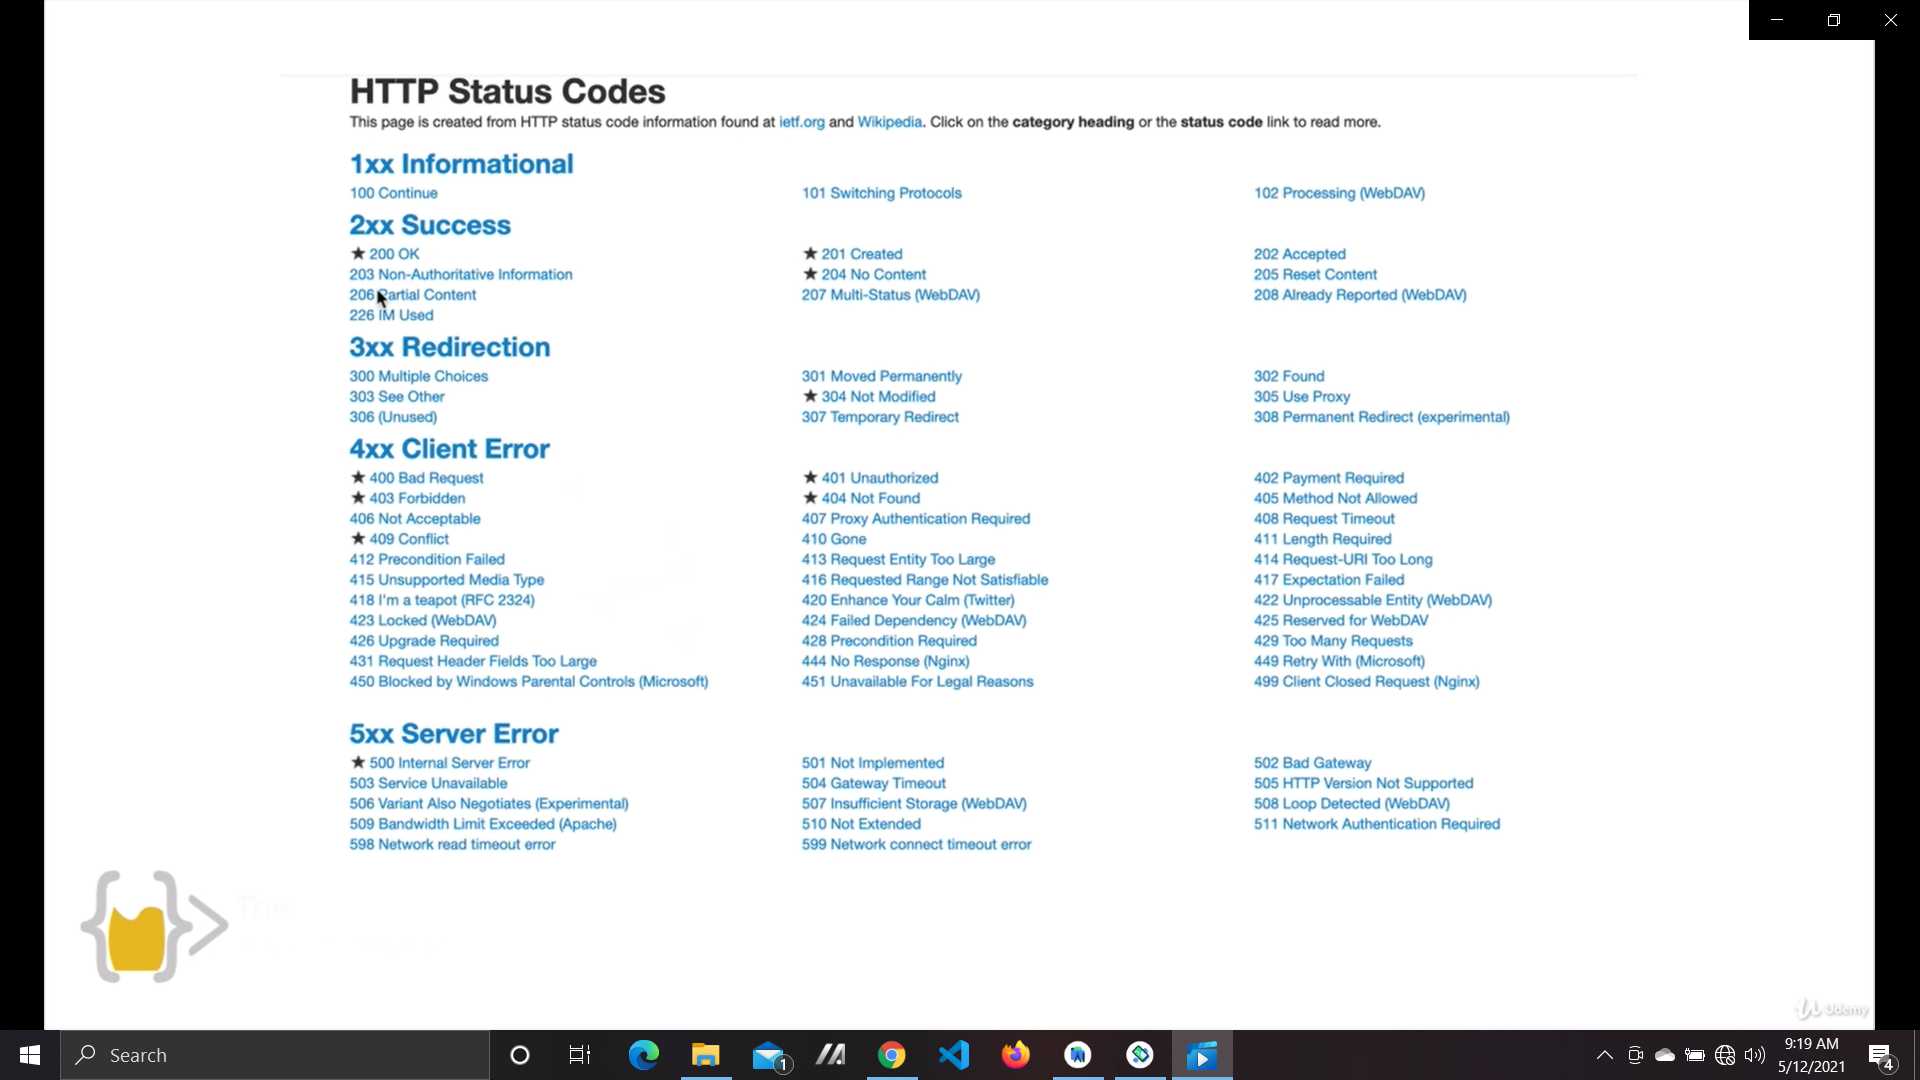 HTTP Status Codes
This page is created from HTTP status code information found at ietf.org and Wikipedia. Click on the category heading or the status code link to read more.
1xx Informational
100 Continue
101 Switching Protocols
102 Processing (WebDAV)
2xx Success
★ 200 OK
★ 201 Created
202 Accepted
203 Non-Authoritative Information
★ 204 No Content
205 Reset Content
206 Partial Content
207 Multi-Status (WebDAV)
208 Already Reported (WebDAV)
226 IM Used
3xx Redirection
300 Multiple Choices
301 Moved Permanently
302 Found
303 See Other
★ 304 Not Modified
305 Use Proxy
306 (Unused)
307 Temporary Redirect
308 Permanent Redirect (experimental)
4xx Client Error
★ 400 Bad Request
★ 401 Unauthorized
402 Payment Required
★ 403 Forbidden
★ 404 Not Found
405 Method Not Allowed
406 Not Acceptable
407 Proxy Authentication Required
408 Request Timeout
★ 409 Conflict
410 Gone
411 Length Required
412 Precondition Failed
413 Request Entity Too Large
414 Request-URI Too Long
415 Unsupported Media Type
416 Requested Range Not Satisfiable
417 Expectation Failed
418 I'm a teapot (RFC 2324)
420 Enhance Your Calm (Twitter)
422 Unprocessable Entity (WebDAV)
423 Locked (WebDAV)
424 Failed Dependency (WebDAV)
425 Reserved for WebDAV
426 Upgrade Required
428 Precondition Required
429 Too Many Requests
431 Request Header Fields Too Large
444 No Response (Nginx)
449 Retry With (Microsoft)
450 Blocked by Windows Parental Controls (Microsoft)
451 Unavailable For Legal Reasons
499 Client Closed Request (Nginx)
5xx Server Error
★ 500 Internal Server Error
501 Not Implemented
502 Bad Gateway
503 Service Unavailable
504 Gateway Timeout
505 HTTP Version Not Supported
506 Variant Also Negotiates (Experimental)
507 Insufficient Storage (WebDAV)
508 Loop Detected (WebDAV)
509 Bandwidth Limit Exceeded (Apache)
510 Not Extended
511 Network Authentication Required
598 Network read timeout error
599 Network connect timeout error
The
Udemy
Search
1
9:19 AM
5/12/2021
4